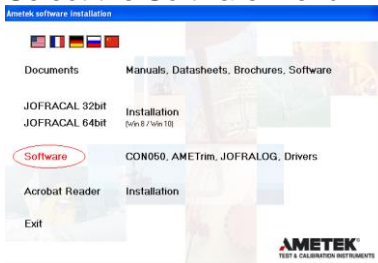 Ametek software installation
Documents Manuals, Datasheets, Brochures, Software
JOFRACAL 32bit
JOFRACAL 64bit
Installation
(Win 8 / Win 10)
Software CON050, AMETrim, JOFRALOG, Drivers
Acrobat Reader Installation
Exit
AMETEK®
TEST & CALIBRATION INSTRUMENTS